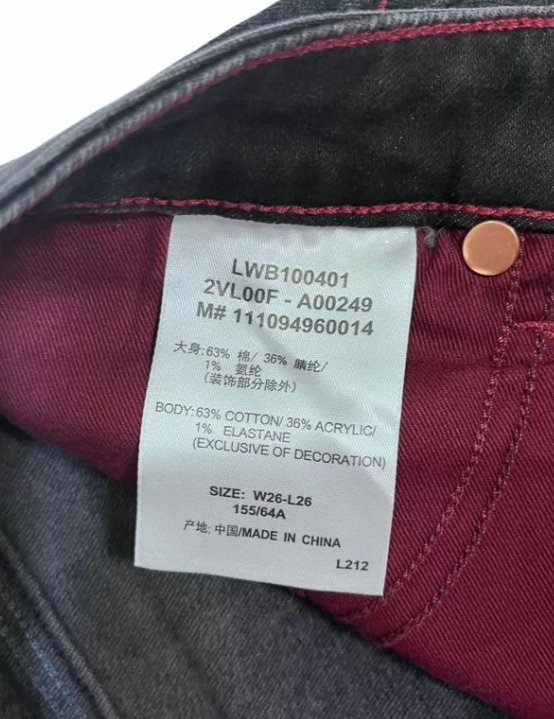 LWB100401
2VL00F - A00249
M# 111094960014
大身:63% 棉/ 36% 腈纶/
1% 氨纶
(装饰部分除外)
BODY:63% COTTON/ 36% ACRYLIC/
1% ELASTANE
(EXCLUSIVE OF DECORATION)
SIZE: W26-L26
155/64A
产地: 中国/MADE IN CHINA
L212